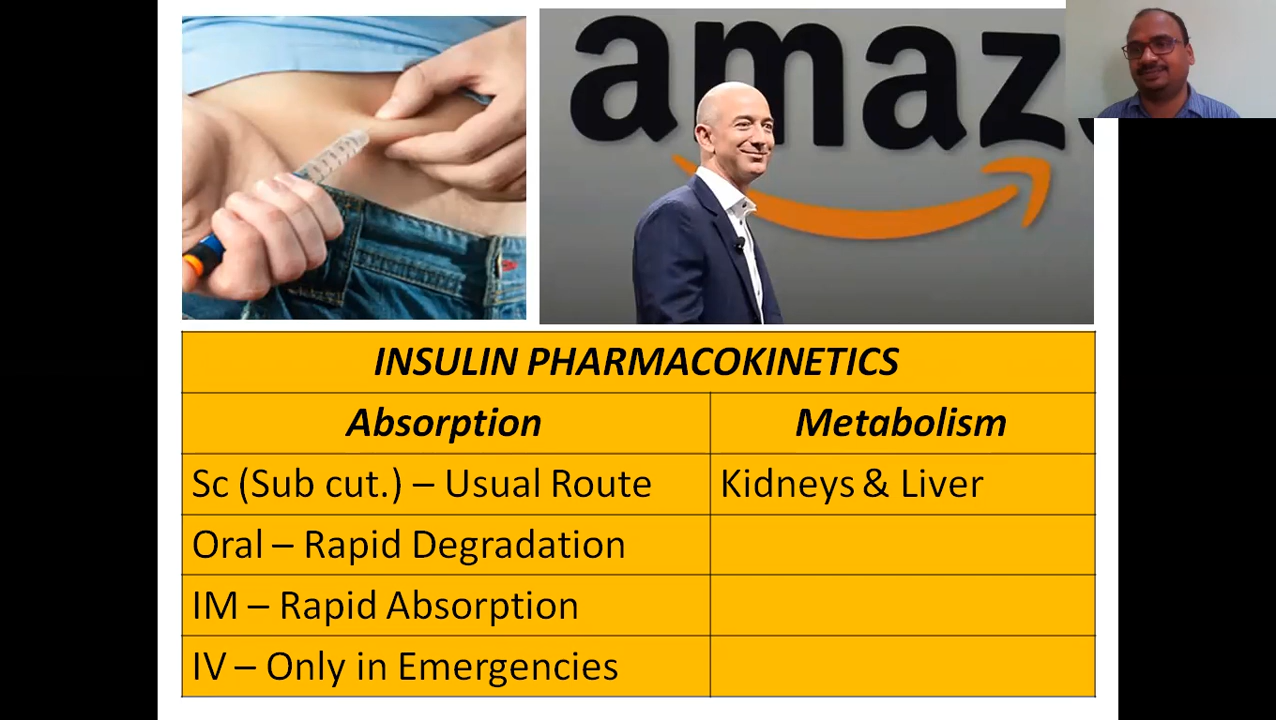 amaz
INSULIN PHARMACOKINETICS
Absorption Metabolism
Sc (Sub cut.) – Usual Route Kidneys & Liver
Oral – Rapid Degradation
IM – Rapid Absorption
IV – Only in Emergencies